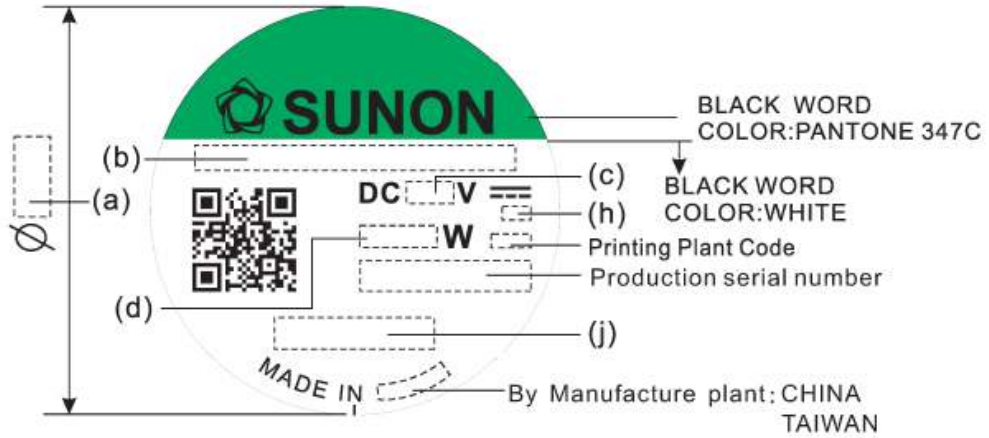 SUNON
BLACK WORD
COLOR:PANTONE 347C
(b)
(a)
Ø
DC V
(c)
BLACK WORD
COLOR:WHITE
(h)
W
Printing Plant Code
Production serial number
(d)
(j)
MADE IN
By Manufacture plant: CHINA
TAIWAN